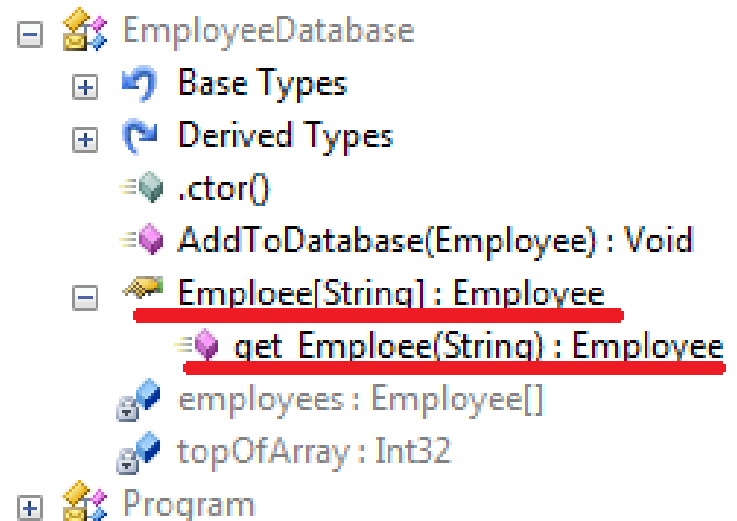 EmployeeDatabase
Base Types
Derived Types
.ctor()
AddToDatabase(Employee) : Void
Emploee[String] : Employee
get_Emploee(String) : Employee
employees : Employee[]
topOfArray : Int32
Program